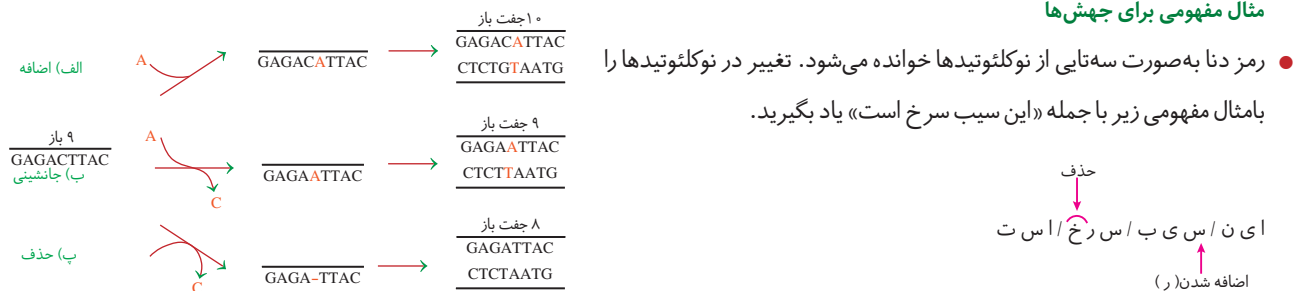 مثال مفهومی برای جهش‌ها
● رمز دنا به‌صورت سه‌تایی از نوکلئوتیدها خوانده می‌شود. تغییر در نوکلئوتیدها را
بامثال مفهومی زیر با جمله «این سیب سرخ است» یاد بگیرید.
حذف
ا ی ن / س ی ب / س ر خ / ا س ت
اضافه شدن( ر )
۹ باز
GAGACTTAC
الف) اضافه
A
GAGACATTAC
۱۰جفت باز
GAGACATTAC
CTCTGTAATG
ب) جانشینی
A
C
GAGAATTAC
۹ جفت باز
GAGAATTAC
CTCTTAATG
پ) حذف
C
GAGA–TTAC
۸ جفت باز
GAGATTAC
CTCTAATG